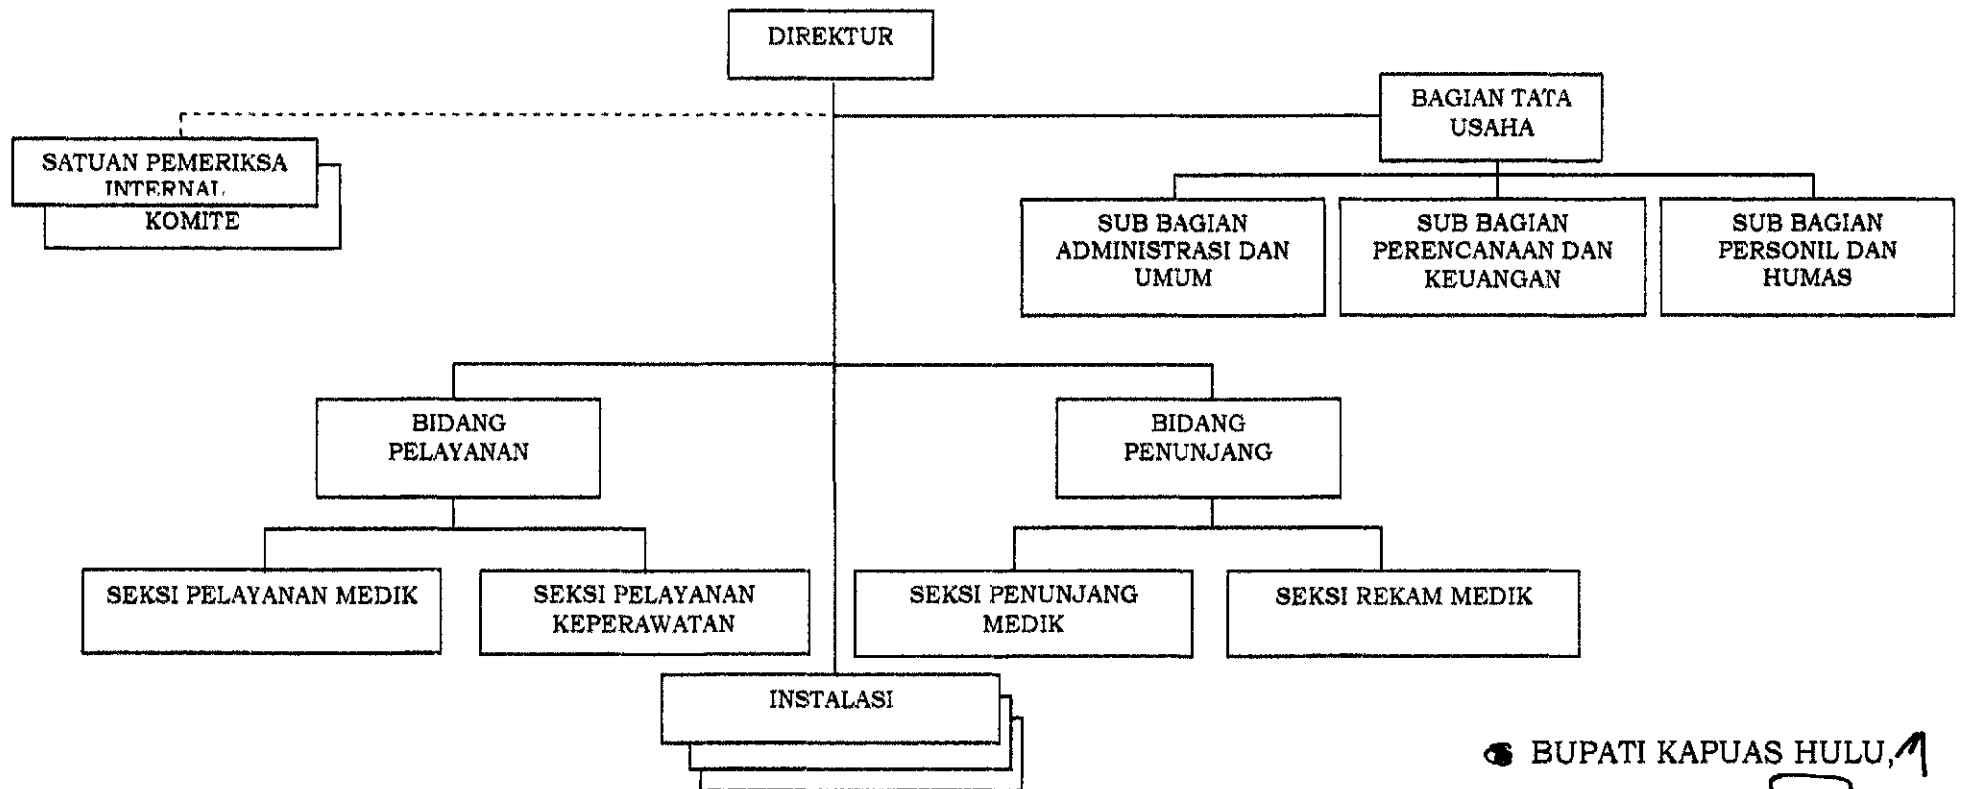 DIREKTUR
BAGIAN TATA
USAHA
SATUAN PEMERIKSA
INTERNAL
KOMITE
SUB BAGIAN
ADMINISTRASI DAN
UMUM
SUB BAGIAN
PERENCANAAN DAN
KEUANGAN
SUB BAGIAN
PERSONIL DAN
HUMAS
BIDANG
PELAYANAN
BIDANG
PENUNJANG
SEKSI PELAYANAN MEDIK
SEKSI PELAYANAN
KEPERAWATAN
SEKSI PENUNJANG
MEDIK
SEKSI REKAM MEDIK
INSTALASI
BUPATI KAPUAS HULU,